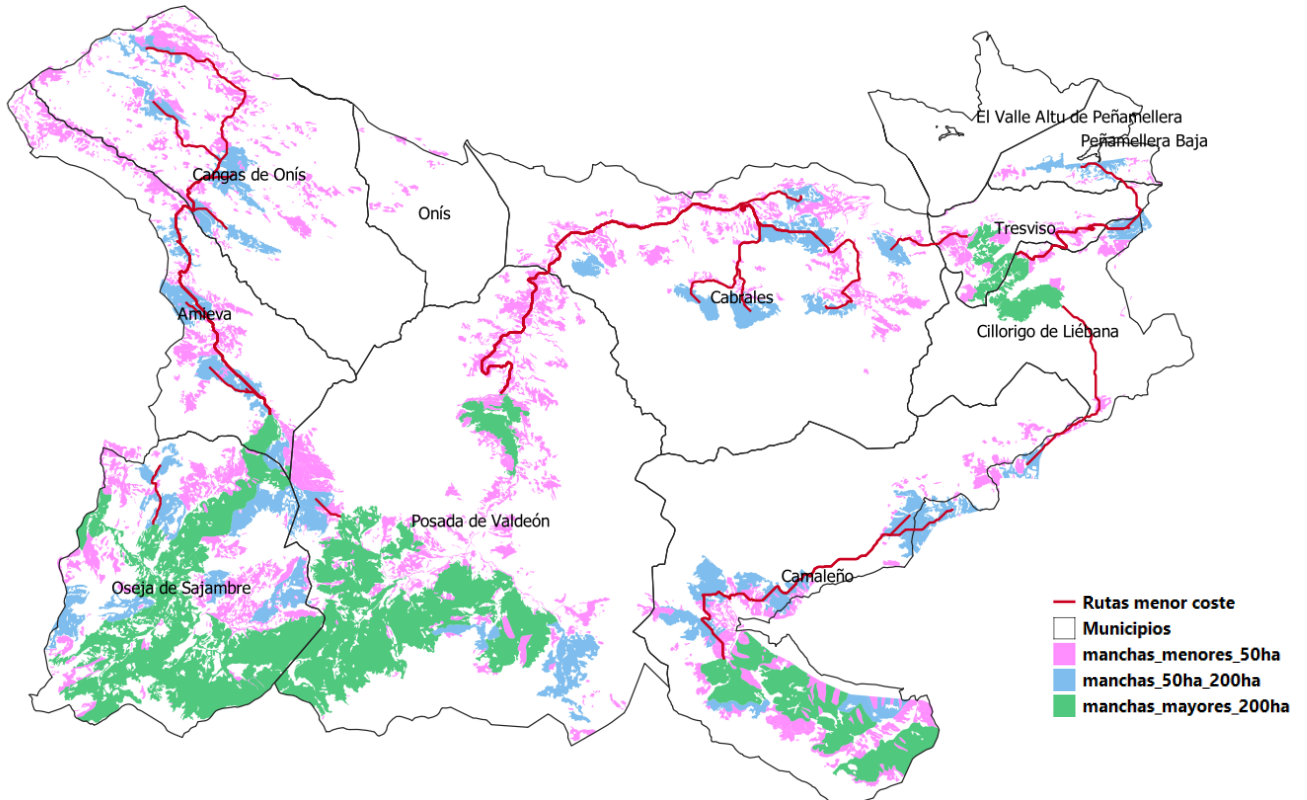 El Valle Altu de Peñamellera
Peñamellera Baja
Cangas de Onís
Onís
Tresviso
Cabrales
Amieva
Cillorigo de Liébana
Posada de Valdeón
Camaleño
Oseja de Sajambre
Rutas menor coste
Municipios
manchas_menores_50ha
manchas_50ha_200ha
manchas_mayores_200ha